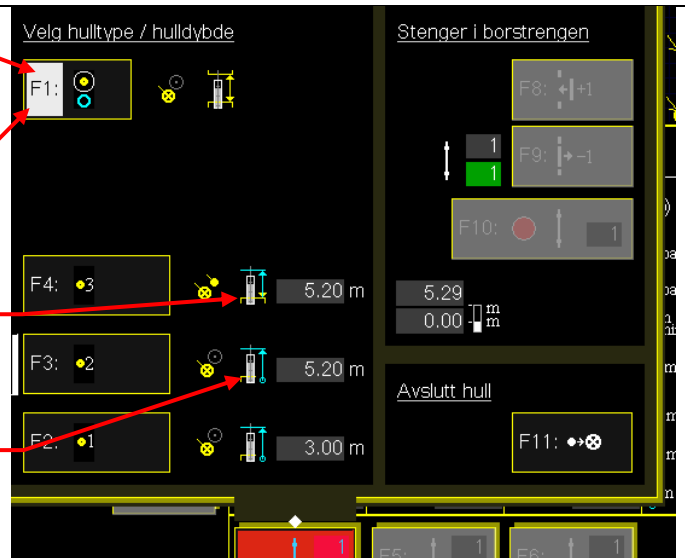 Velg hulltype / hulldybde
F1:
F4: 3
5.20 m
F3: 2
5.20 m
F2: 1
3.00 m
Stenger i borstrengen
F8: +1
1
1
F9: -1
F10: 1
5.29 m
0.00 m
Avslutt hull
F11:
1
F5: 1
F6: 1